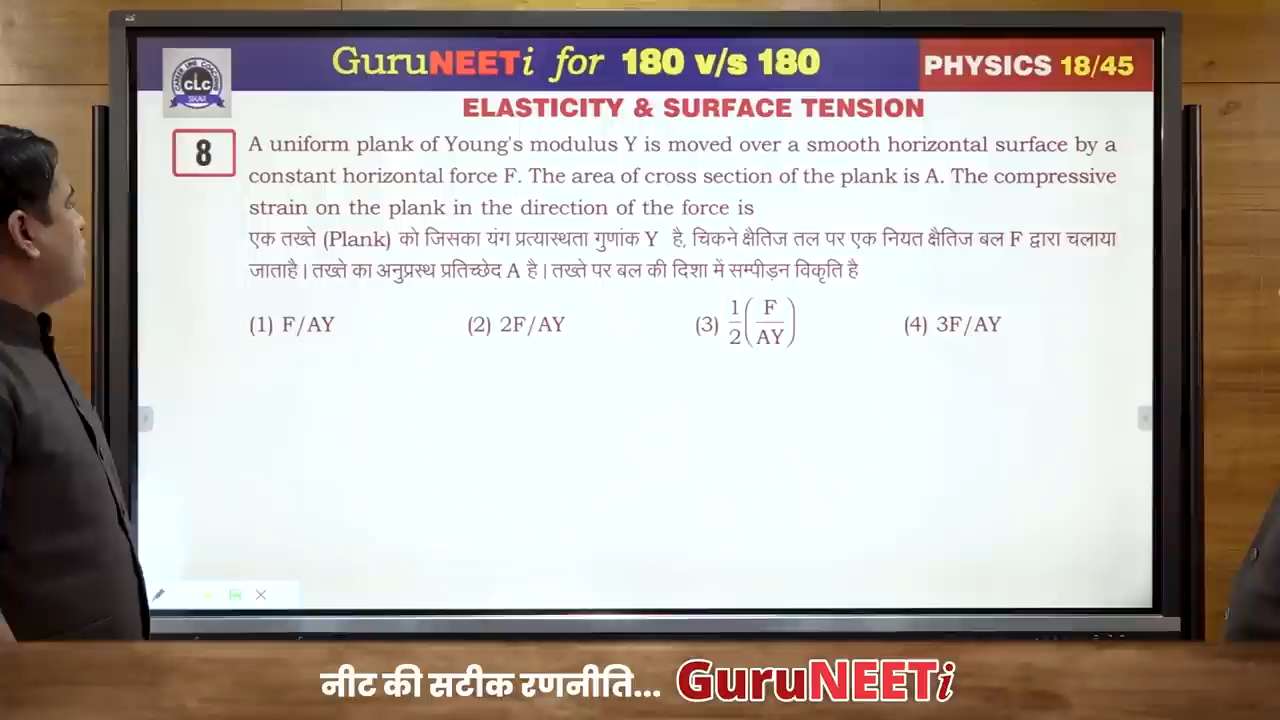 GuruNEETi for 180 v/s 180
PHYSICS 18/45
CLC
SIKAR
ELASTICITY & SURFACE TENSION
8
A uniform plank of Young's modulus Y is moved over a smooth horizontal surface by a
constant horizontal force F. The area of cross section of the plank is A. The compressive
strain on the plank in the direction of the force is
एक तख्ते (Plank) को जिसका यंग प्रत्यास्थता गुणांक Y है, चिकने क्षैतिज तल पर एक नियत क्षैतिज बल F द्वारा चलाया
जाताहै। तख्ते का अनुप्रस्थ प्रतिच्छेद A है। तख्ते पर बल की दिशा में सम्पीड़न विकृति है
(1) F/AY (2) 2F/AY (3) 1/2 (F/AY) (4) 3F/AY
नीट की सटीक रणनीति... GuruNEETi